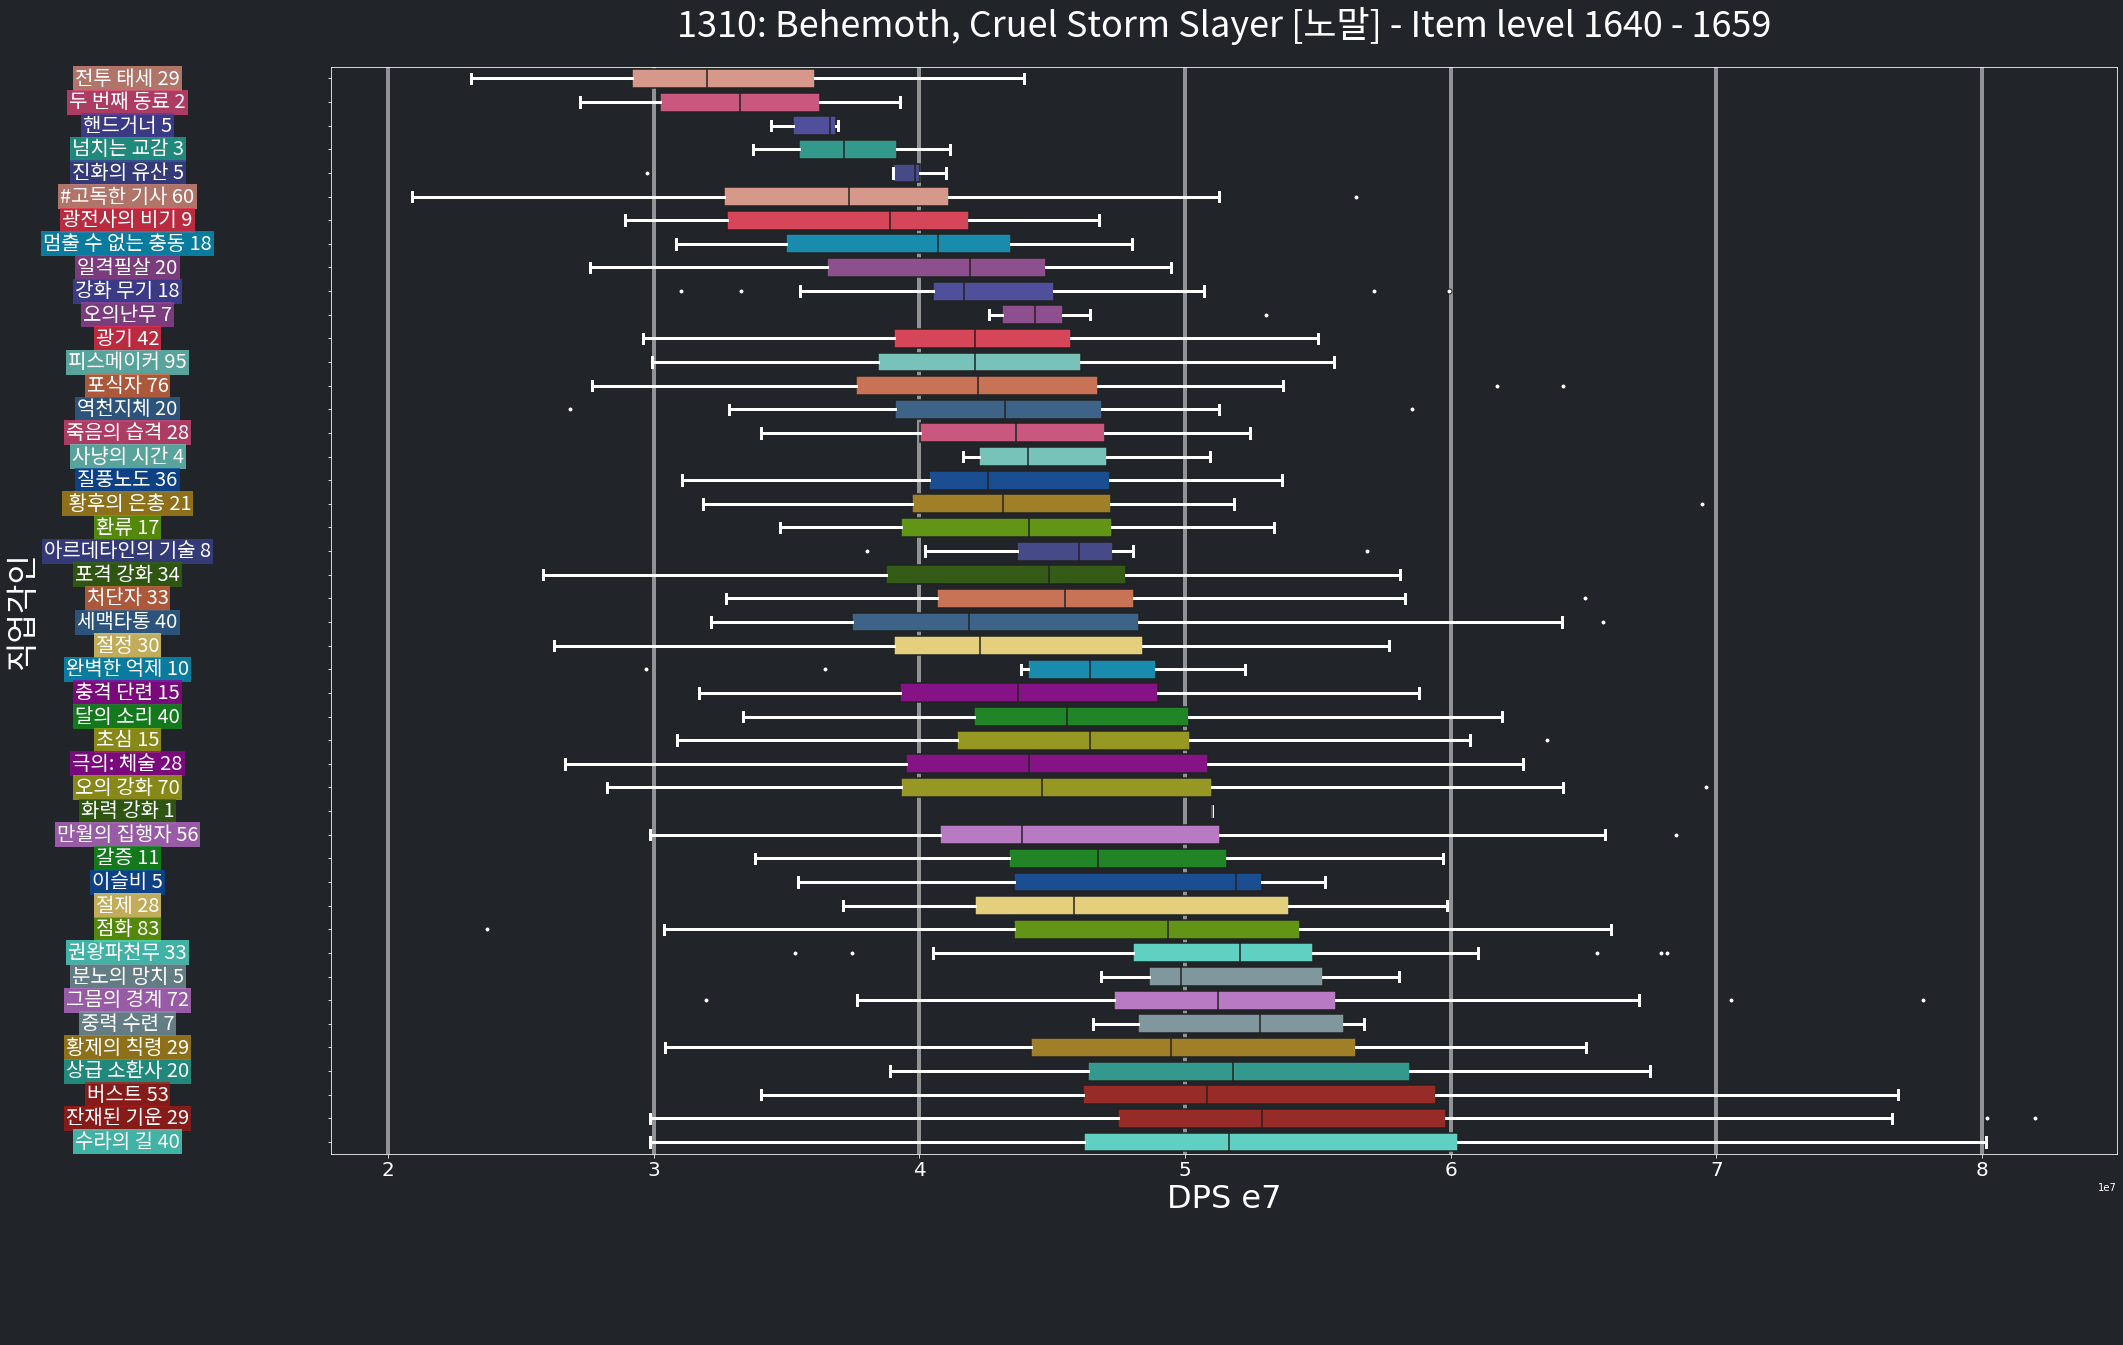 1310: Behemoth, Cruel Storm Slayer [노말] - Item level 1640 - 1659
직업각인
전투 태세 29
두 번째 동료 2
핸드거너 5
넘치는 교감 3
진화의 유산 5
#고독한 기사 60
광전사의 비기 9
멈출 수 없는 충동 18
일격필살 20
강화 무기 18
오의난무 7
광기 42
피스메이커 95
포식자 76
역천지체 20
죽음의 습격 28
사냥의 시간 4
질풍노도 36
황후의 은총 21
환류 17
아르데타인의 기술 8
포격 강화 34
처단자 33
세맥타통 40
절정 30
완벽한 억제 10
충격 단련 15
달의 소리 40
초심 15
극의: 체술 28
오의 강화 70
화력 강화 1
만월의 집행자 56
갈증 11
이슬비 5
절제 28
점화 83
권왕파천무 33
분노의 망치 5
그믐의 경계 72
중력 수련 7
황제의 칙령 29
상급 소환사 20
버스트 53
잔재된 기운 29
수라의 길 40
2 3 4 5 6 7 8
1e7
DPS e7